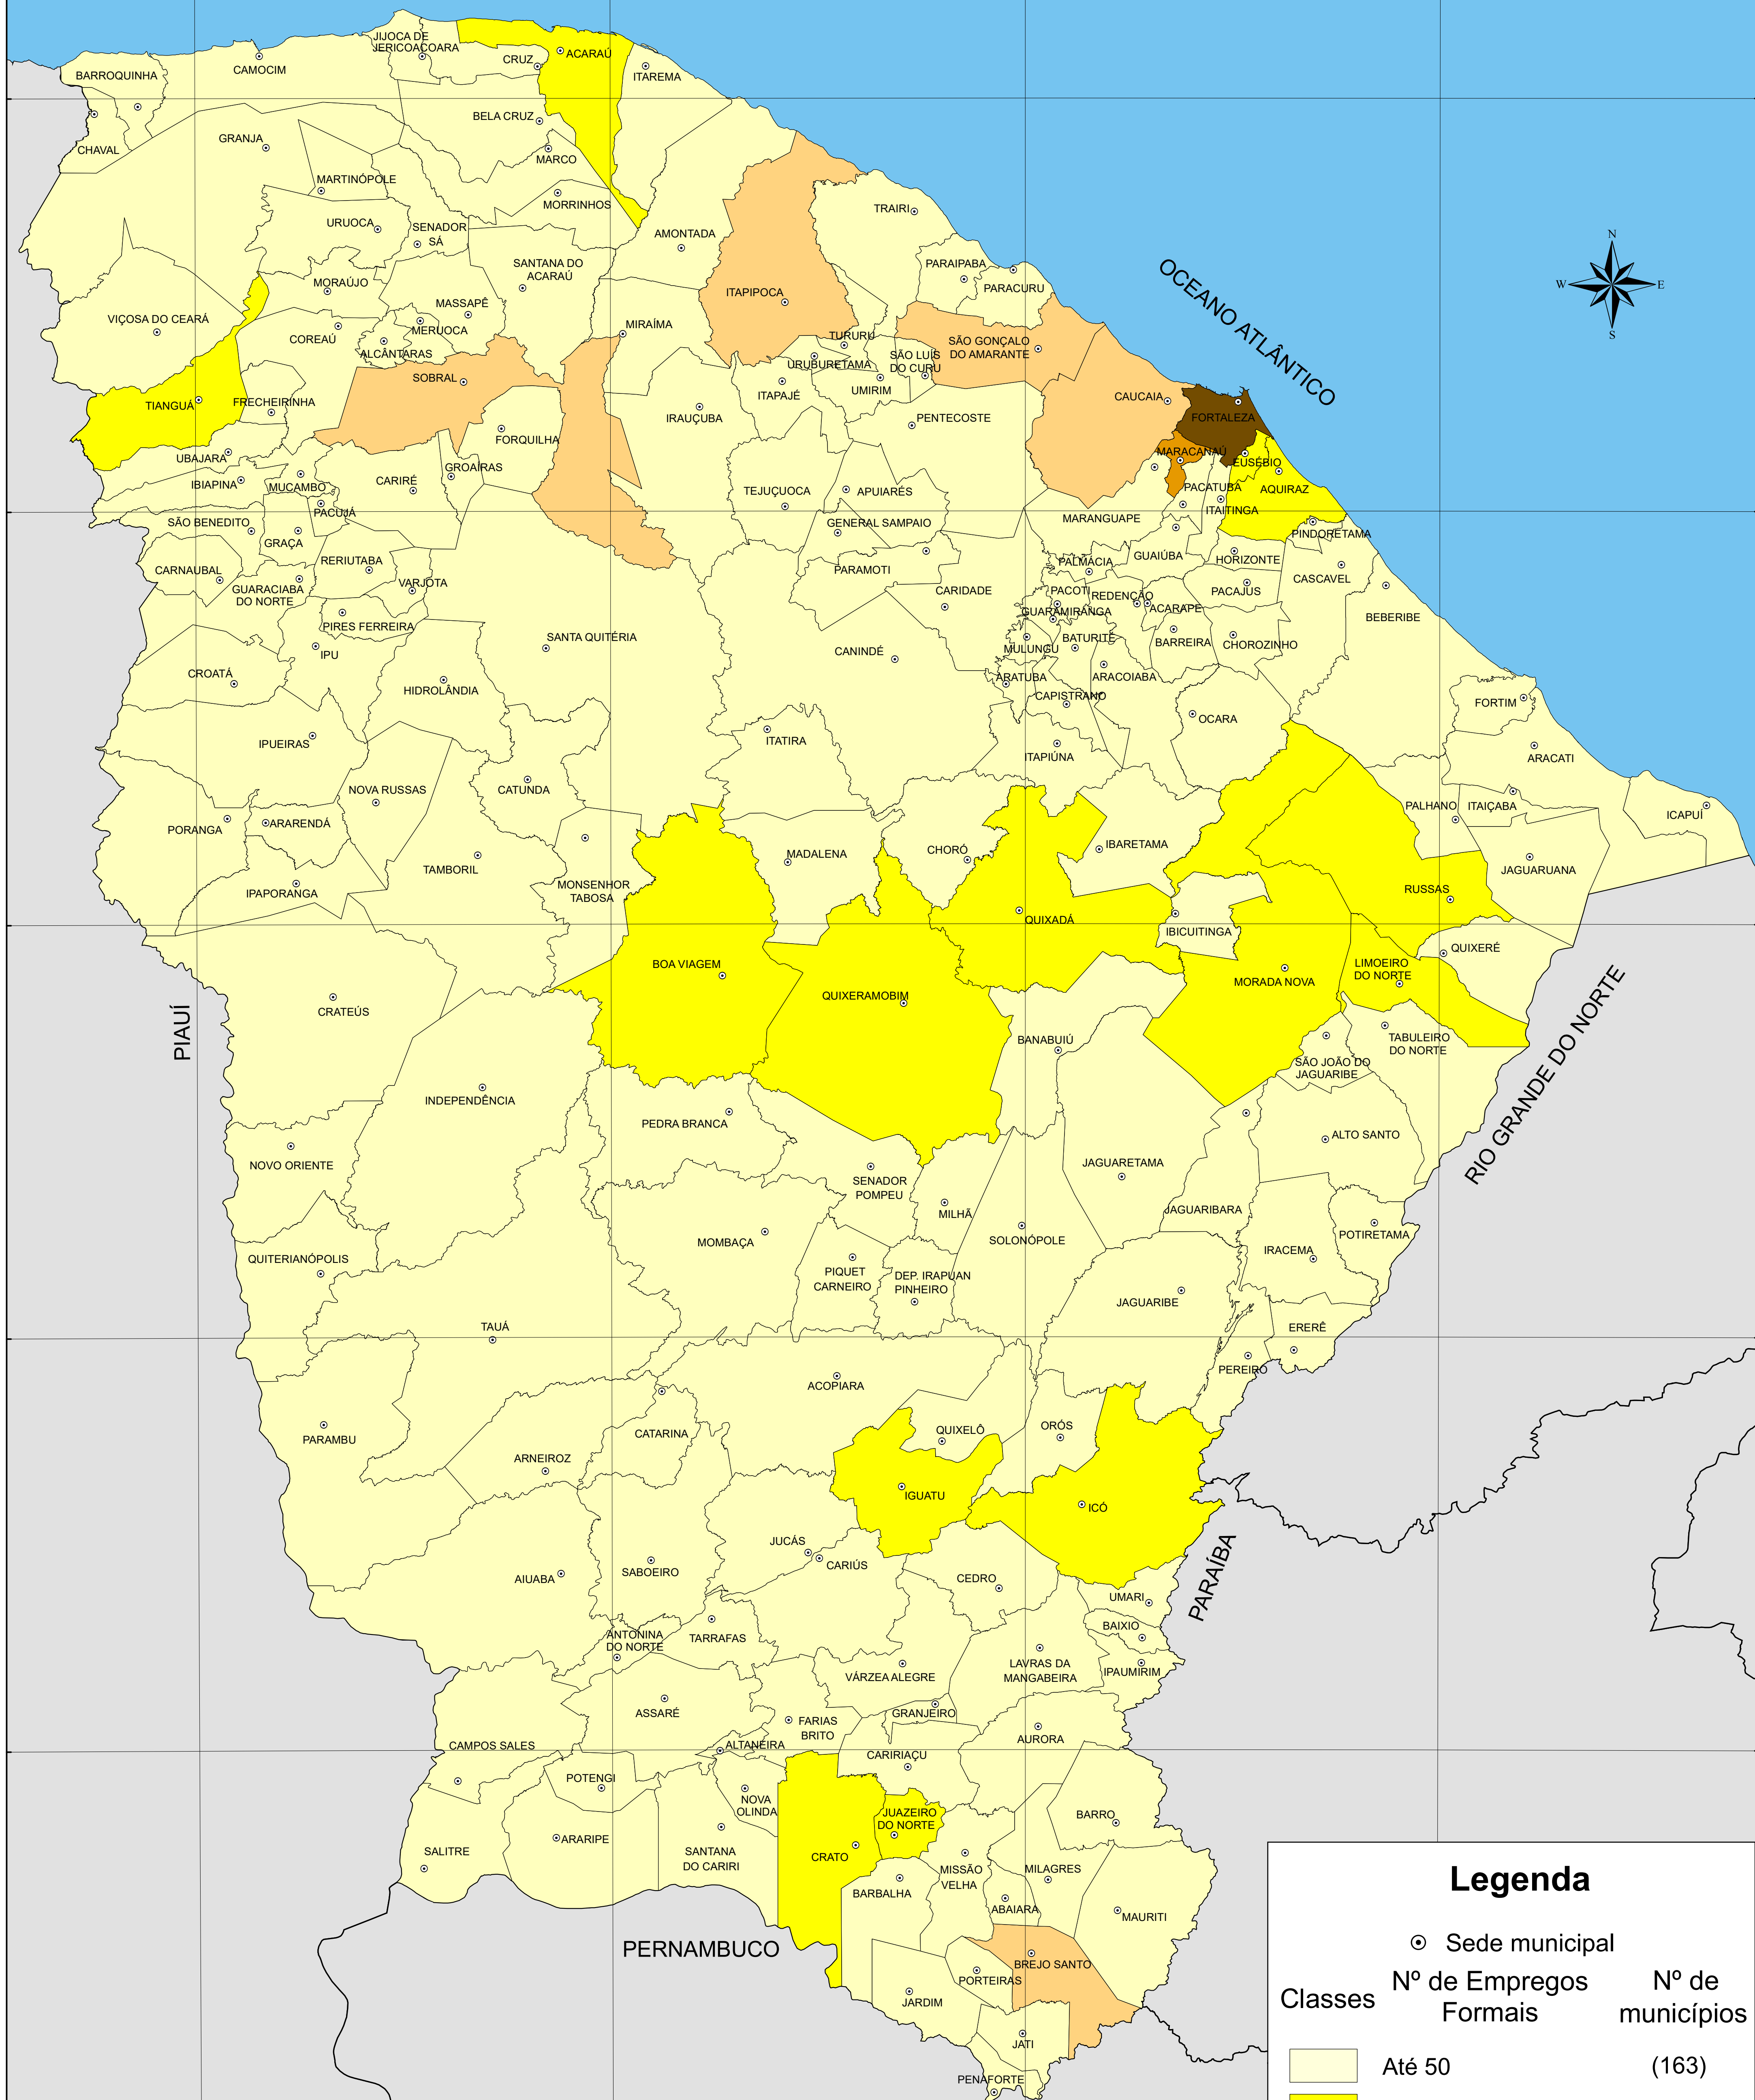 JIJOCA DE
JERICOACOARA
CRUZ
ACARAÚ
BARROQUINHA
CAMOCIM
ITAREMA
BELA CRUZ
CHAVAL
GRANJA
MARCO
MARTINÓPOLE
MORRINHOS
TRAIRI
URUOCA
SENADOR
SÁ
AMONTADA
N
W
E
S
SANTANA DO
ACARAÚ
PARAIPABA
PARACURU
OCEANO ATLÂNTICO
MORAÚJO
MASSAPÊ
ITAPIPOCA
VIÇOSA DO CEARÁ
MERUOCA
MIRAÍMA
COREAÚ
ALCÂNTARAS
TURURU
URUBURETAMA
SÃO LUIS
DO CURU
SÃO GONÇALO
DO AMARANTE
SOBRAL
UMIRIM
ITAPAJÉ
CAUCAIA
TIANGUÁ
FRECHEIRINHA
IRAUÇUBA
PENTECOSTE
FORTALEZA
FORQUILHA
MARACANAÚ
UBAJARA
GROAÍRAS
EUSÉBIO
IBIAPINA
MUCAMBO
CARIRÉ
TEJUÇUOCA
APUIARÉS
PACATUBA
AQUIRAZ
PACUJÁ
ITAITINGA
SÃO BENEDITO
GENERAL SAMPAIO
MARANGUAPE
PINDORETAMA
GRAÇA
RERIUTABA
PALMÁCIA
GUAIÚBA
HORIZONTE
CARNAUBAL
PARAMOTI
CASCAVEL
GUARACIABA
DO NORTE
VARJOTA
CARIDADE
PACOTI
REDENÇÃO
PACAJUS
GUARAMIRANGA
ACARAPE
BEBERIBE
PIRES FERREIRA
SANTA QUITÉRIA
BATURITÉ
BARREIRA
CHOROZINHO
IPU
CANINDÉ
MULUNGU
CROATÁ
HIDROLÂNDIA
ARATUBA
ARACOIABA
CAPISTRANO
FORTIM
OCARA
IPUEIRAS
ITATIRA
ITAPIÚNA
ARACATI
NOVA RUSSAS
CATUNDA
PALHANO
ITAIÇABA
ICAPUÍ
PORANGA
ARARENDÁ
IBARETAMA
MADALENA
CHORÓ
TAMBORIL
JAGUARUANA
IPAPORANGA
MONSENHOR
TABOSA
RUSSAS
QUIXADÁ
IBICUITINGA
QUIXERÉ
BOA VIAGEM
LIMOEIRO
DO NORTE
QUIXERAMOBIM
MORADA NOVA
CRATEÚS
PIAUÍ
BANABUIÚ
TABULEIRO
DO NORTE
SÃO JOÃO DO
JAGUARIBE
RIO GRANDE DO NORTE
INDEPENDÊNCIA
PEDRA BRANCA
ALTO SANTO
NOVO ORIENTE
SENADOR
POMPEU
JAGUARETAMA
MILHÃ
JAGUARIBARA
MOMBAÇA
SOLONÓPOLE
POTIRETAMA
QUITERIANÓPOLIS
IRACEMA
PIQUET
CARNEIRO
DEP. IRAPUAN
PINHEIRO
JAGUARIBE
TAUÁ
ERERÊ
PEREIRO
ACOPIARA
PARAMBU
CATARINA
QUIXELÔ
ORÓS
ARNEIROZ
IGUATU
ICÓ
JUCÁS
CARIÚS
SABOEIRO
AIUABA
CEDRO
PARAÍBA
UMARI
BAIXIO
ANTONINA
DO NORTE
TARRAFAS
LAVRAS DA
MANGABEIRA
IPAUMIRIM
VÁRZEA ALEGRE
ASSARÉ
GRANJEIRO
FARIAS
BRITO
AURORA
CAMPOS SALES
ALTANEIRA
CARIRIAÇU
POTENGI
NOVA
OLINDA
JUAZEIRO
DO NORTE
BARRO
ARARIPE
SALITRE
SANTANA
DO CARIRI
CRATO
MISSÃO
VELHA
MILAGRES
BARBALHA
ABAIARA
MAURITI
PERNAMBUCO
BREJO SANTO
PORTEIRAS
JARDIM
JATI
PENAFORTE
Legenda
Sede municipal
Classes
Nº de Empregos
Formais
Nº de
municípios
Até 50
(163)